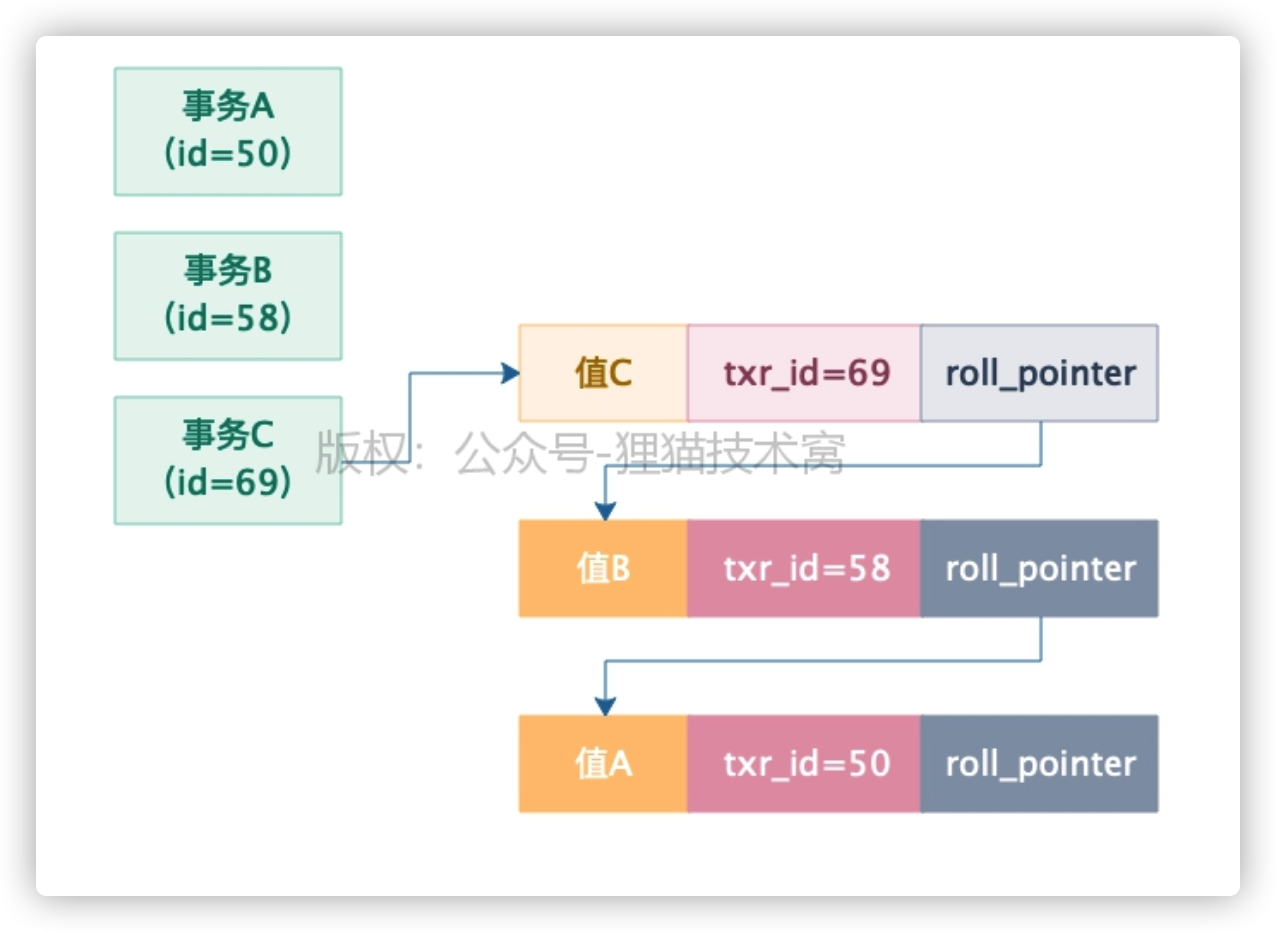 事务A
(id=50)
事务B
(id=58)
事务C
(id=69)
值C txr_id=69 roll_pointer
版权：公众号-狸猫技术窝
值B txr_id=58 roll_pointer
值A txr_id=50 roll_pointer